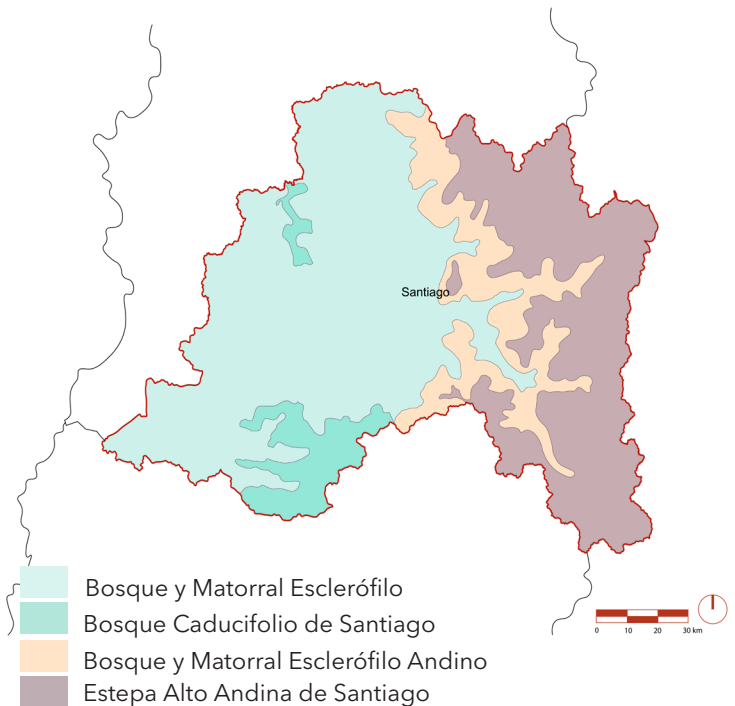 Santiago
Bosque y Matorral Esclerófilo
Bosque Caducifolio de Santiago
Bosque y Matorral Esclerófilo Andino
Estepa Alto Andina de Santiago
0 10 20 30 km